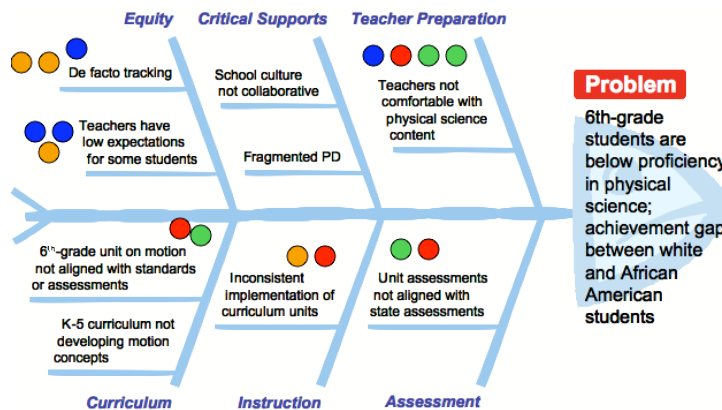 Equity
Critical Supports
Teacher Preparation
De facto tracking
Teachers have
low expectations
for some students
School culture
not collaborative
Fragmented PD
Teachers not
comfortable with
physical science
content
Problem
6th-grade
students are
below proficiency
in physical
science;
achievement gap
between white
and African
American
students
6th-grade unit on motion
not aligned with standards
or assessments
K-5 curriculum not
developing motion
concepts
Inconsistent
implementation of
curriculum units
Unit assessments
not aligned with
state assessments
Curriculum
Instruction
Assessment